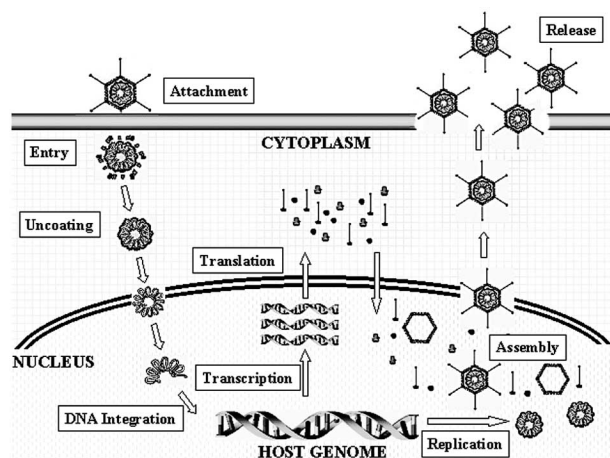 Release
Attachment
CYTOPLASM
Entry
Uncoating
Translation
NUCLEUS
Transcription
Assembly
DNA Integration
Replication
HOST GENOME